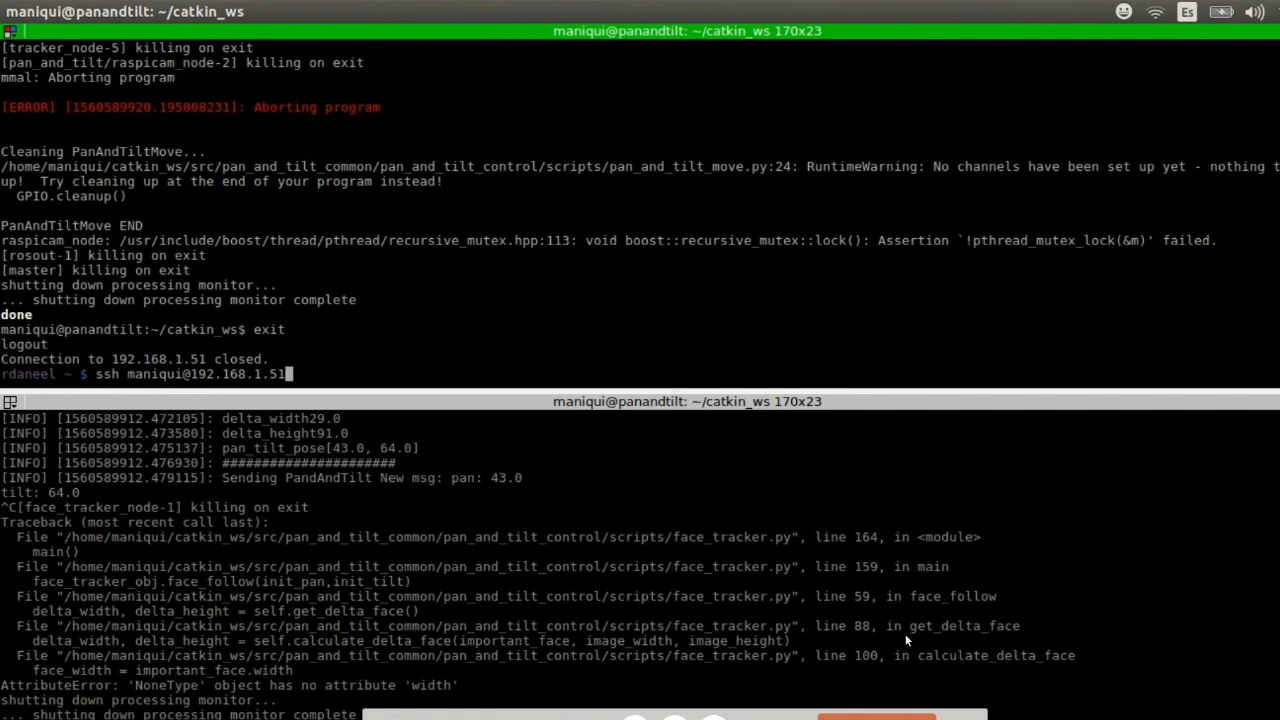 maniqui@panandtilt: ~/catkin_ws
Es
maniqui@panandtilt: ~/catkin_ws 170x23
[tracker_node-5] killing on exit
[pan_and_tilt/raspicam_node-2] killing on exit
mmal: Aborting program
[ERROR] [1560589920.195008231]: Aborting program
Cleaning PanAndTiltMove...
/home/maniqui/catkin_ws/src/pan_and_tilt_common/pan_and_tilt_control/scripts/pan_and_tilt_move.py:24: RuntimeWarning: No channels have been set up yet - nothing t
up!  Try cleaning up at the end of your program instead!
  GPIO.cleanup()
PanAndTiltMove END
raspicam_node: /usr/include/boost/thread/pthread/recursive_mutex.hpp:113: void boost::recursive_mutex::lock(): Assertion `!pthread_mutex_lock(&m)' failed.
[rosout-1] killing on exit
[master] killing on exit
shutting down processing monitor...
... shutting down processing monitor complete
done
maniqui@panandtilt:~/catkin_ws$ exit
logout
Connection to 192.168.1.51 closed.
rdaneel ~ $ ssh maniqui@192.168.1.51
maniqui@panandtilt: ~/catkin_ws 170x23
[INFO] [1560589912.472105]: delta_width29.0
[INFO] [1560589912.473580]: delta_height91.0
[INFO] [1560589912.475137]: pan_tilt_pose[43.0, 64.0]
[INFO] [1560589912.476930]: ######################
[INFO] [1560589912.479115]: Sending PandAndTilt New msg: pan: 43.0
tilt: 64.0
^C[face_tracker_node-1] killing on exit
Traceback (most recent call last):
  File "/home/maniqui/catkin_ws/src/pan_and_tilt_common/pan_and_tilt_control/scripts/face_tracker.py", line 164, in <module>
    main()
  File "/home/maniqui/catkin_ws/src/pan_and_tilt_common/pan_and_tilt_control/scripts/face_tracker.py", line 159, in main
    face_tracker_obj.face_follow(init_pan,init_tilt)
  File "/home/maniqui/catkin_ws/src/pan_and_tilt_common/pan_and_tilt_control/scripts/face_tracker.py", line 59, in face_follow
    delta_width, delta_height = self.get_delta_face()
  File "/home/maniqui/catkin_ws/src/pan_and_tilt_common/pan_and_tilt_control/scripts/face_tracker.py", line 88, in get_delta_face
    delta_width, delta_height = self.calculate_delta_face(important_face, image_width, image_height)
  File "/home/maniqui/catkin_ws/src/pan_and_tilt_common/pan_and_tilt_control/scripts/face_tracker.py", line 100, in calculate_delta_face
    face_width = important_face.width
AttributeError: 'NoneType' object has no attribute 'width'
shutting down processing monitor...
... shutting down processing monitor complete